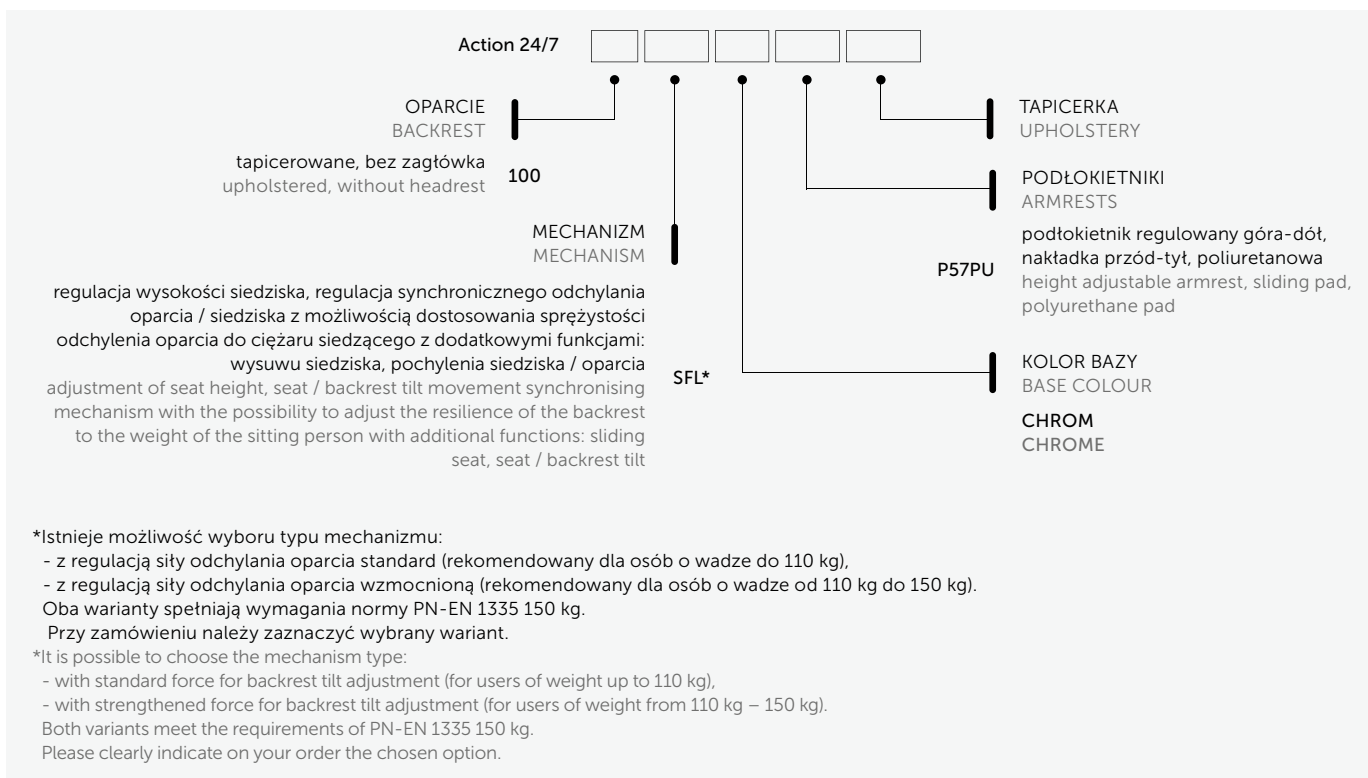 Action 24/7
OPARCIE
BACKREST
tapicerowane, bez zagłówka
upholstered, without headrest
100
MECHANIZM
MECHANISM
regulacja wysokości siedziska, regulacja synchronicznego odchylania
oparcia / siedziska z możliwością dostosowania sprężystości
odchylenia oparcia do ciężaru siedzącego z dodatkowymi funkcjami:
wysuwu siedziska, pochylenia siedziska / oparcia
adjustment of seat height, seat / backrest tilt movement synchronising
mechanism with the possibility to adjust the resilience of the backrest
to the weight of the sitting person with additional functions: sliding
seat, seat / backrest tilt
SFL*
TAPICERKA
UPHOLSTERY
PODŁOKIETNIKI
ARMRESTS
podłokietnik regulowany góra-dół,
nakładka przód-tył, poliuretanowa
height adjustable armrest, sliding pad,
polyurethane pad
P57PU
KOLOR BAZY
BASE COLOUR
CHROM
CHROME
*Istnieje możliwość wyboru typu mechanizmu:
- z regulacją siły odchylania oparcia standard (rekomendowany dla osób o wadze do 110 kg),
- z regulacją siły odchylania oparcia wzmocnioną (rekomendowany dla osób o wadze od 110 kg do 150 kg).
Oba warianty spełniają wymagania normy PN-EN 1335 150 kg.
Przy zamówieniu należy zaznaczyć wybrany wariant.
*It is possible to choose the mechanism type:
- with standard force for backrest tilt adjustment (for users of weight up to 110 kg),
- with strengthened force for backrest tilt adjustment (for users of weight from 110 kg – 150 kg).
Both variants meet the requirements of PN-EN 1335 150 kg.
Please clearly indicate on your order the chosen option.